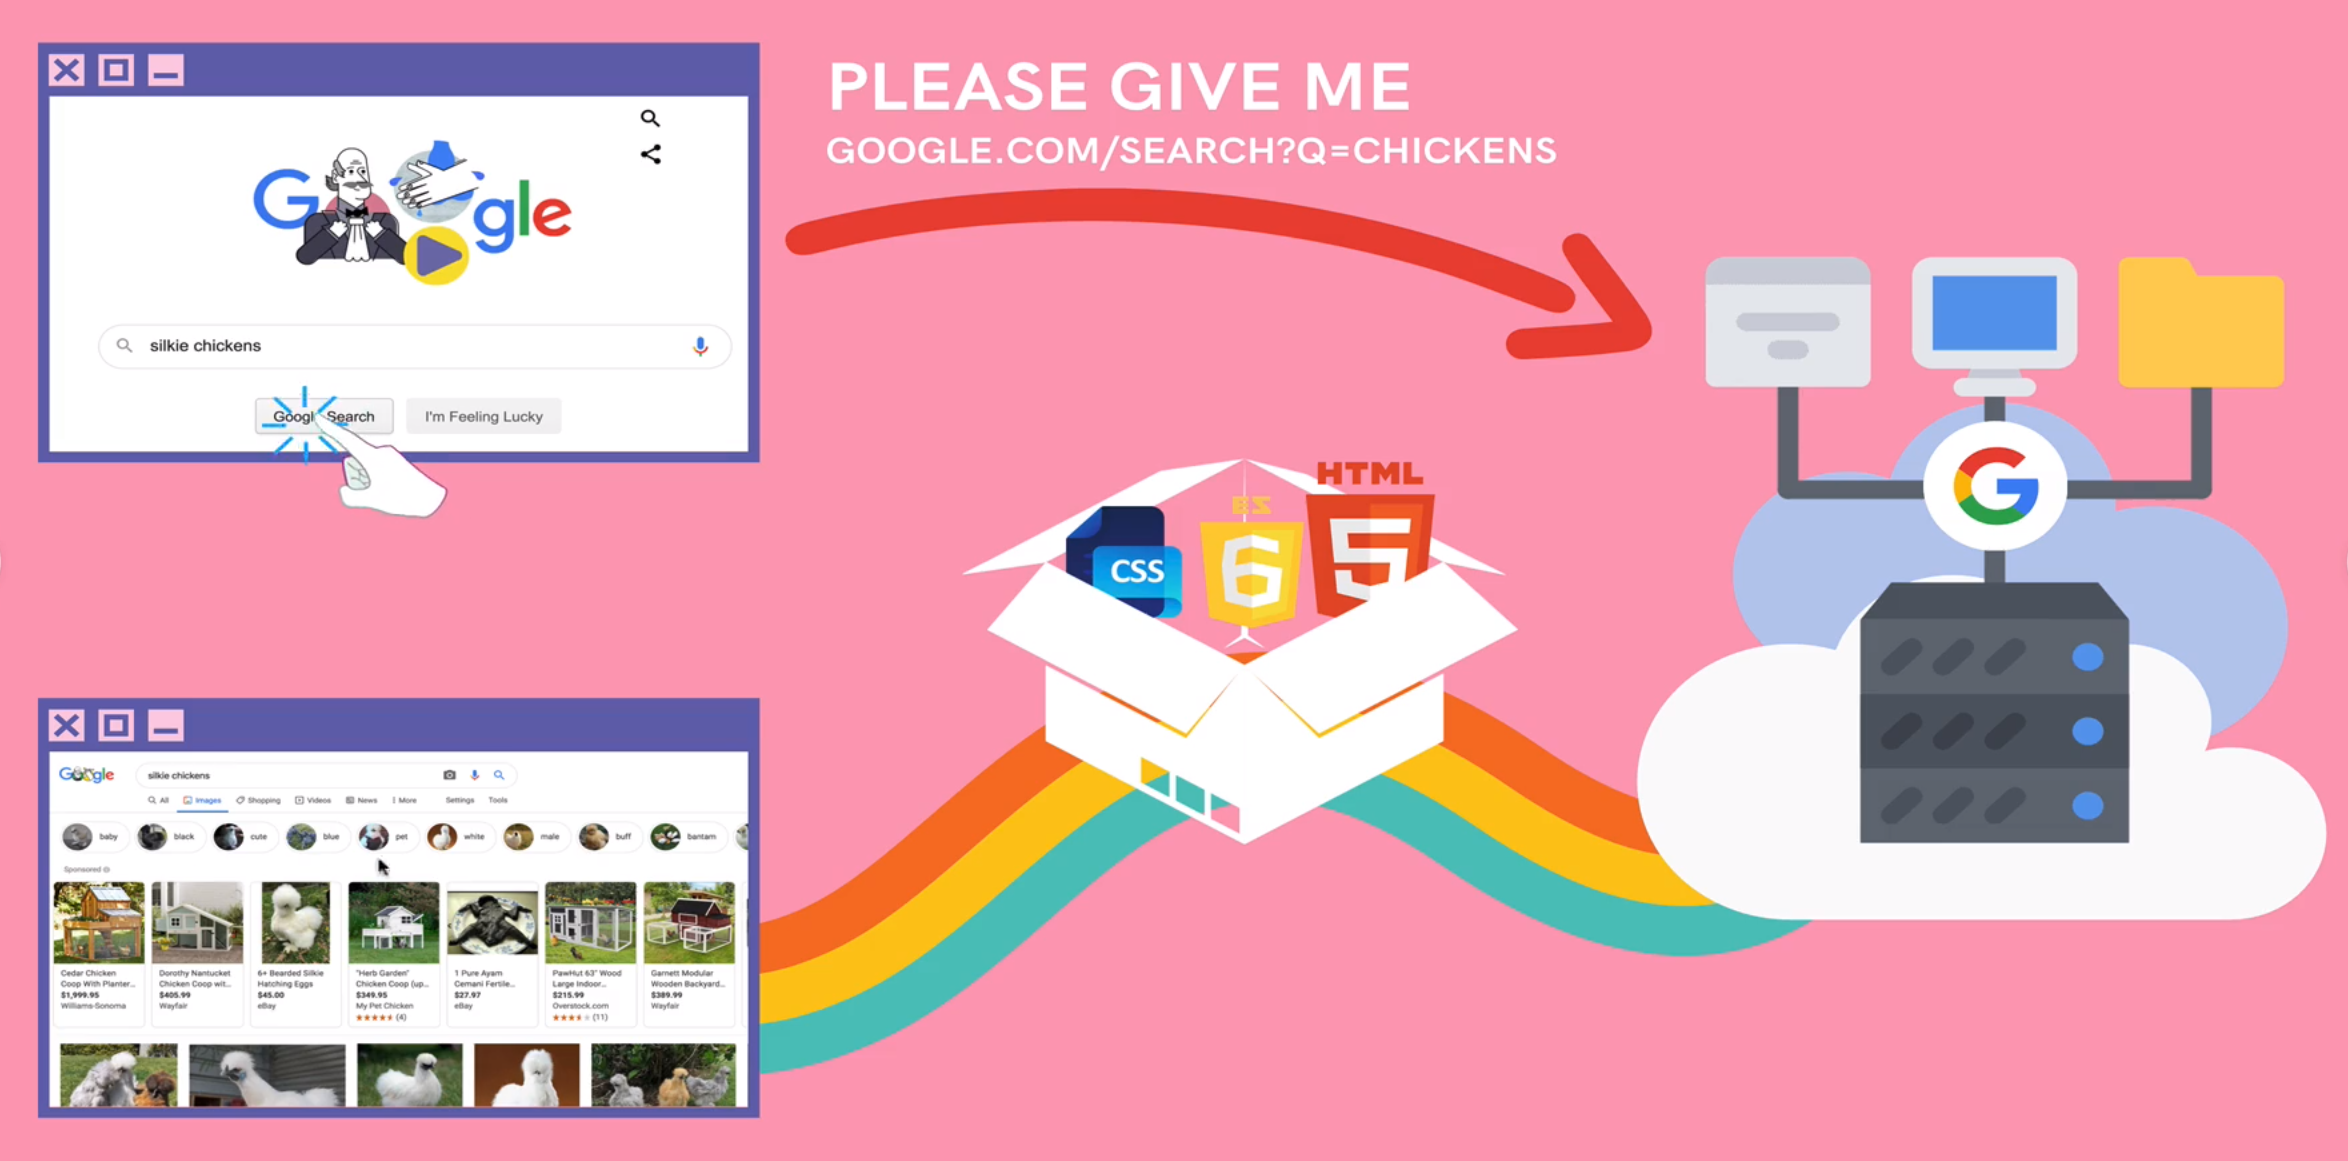 PLEASE GIVE ME
GOOGLE.COM/SEARCH?Q=CHICKENS
Google
silkie chickens
Google Search
I'm Feeling Lucky
HTML
CSS
ES
6
5
G
Google
silkie chickens
All Images Shopping Videos News More Settings Tools
baby black cute blue pet white male buff bantam
Sponsored
Cedar Chicken
Coop With Planter...
$1,999.95
Williams-Sonoma
Dorothy Nantucket
Chicken Coop wit...
$405.99
Wayfair
6+ Bearded Silkie
Hatching Eggs
$45.00
eBay
"Herb Garden"
Chicken Coop (up...
$349.95
My Pet Chicken
(4)
1 Pure Ayam
Cemani Fertile...
$27.97
eBay
PawHut 63" Wood
Large Indoor...
$215.99
Overstock.com
(11)
Garnett Modular
Wooden Backyard...
$389.99
Wayfair